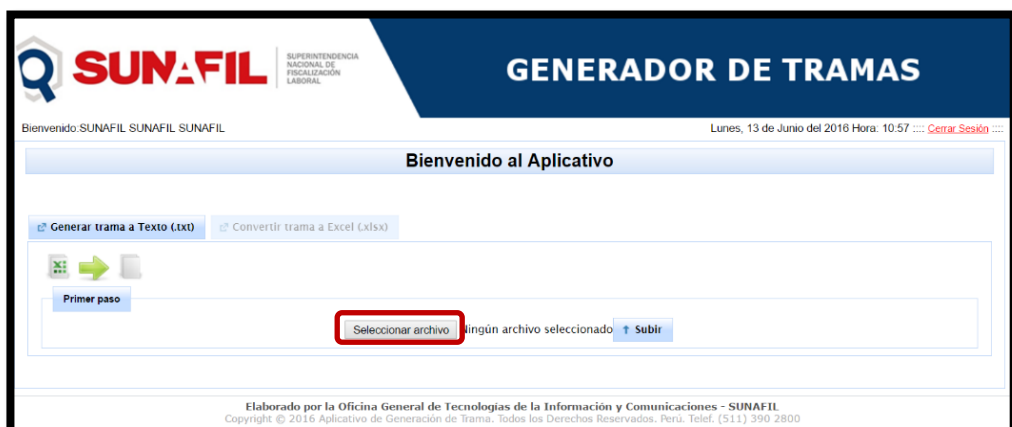 SUNAFIL
SUPERINTENDENCIA
NACIONAL DE
FISCALIZACIÓN
LABORAL
GENERADOR DE TRAMAS
Bienvenido:SUNAFIL SUNAFIL SUNAFIL
Lunes, 13 de Junio del 2016 Hora: 10:57 :::: Cerrar Sesión ::::
Bienvenido al Aplicativo
Generar trama a Texto (.txt)
Convertir trama a Excel (.xlsx)
Primer paso
Seleccionar archivo Ningún archivo seleccionado Subir
Elaborado por la Oficina General de Tecnologías de la Información y Comunicaciones - SUNAFIL
Copyright © 2016 Aplicativo de Generación de Trama. Todos los Derechos Reservados. Perú. Telef. (511) 390 2800